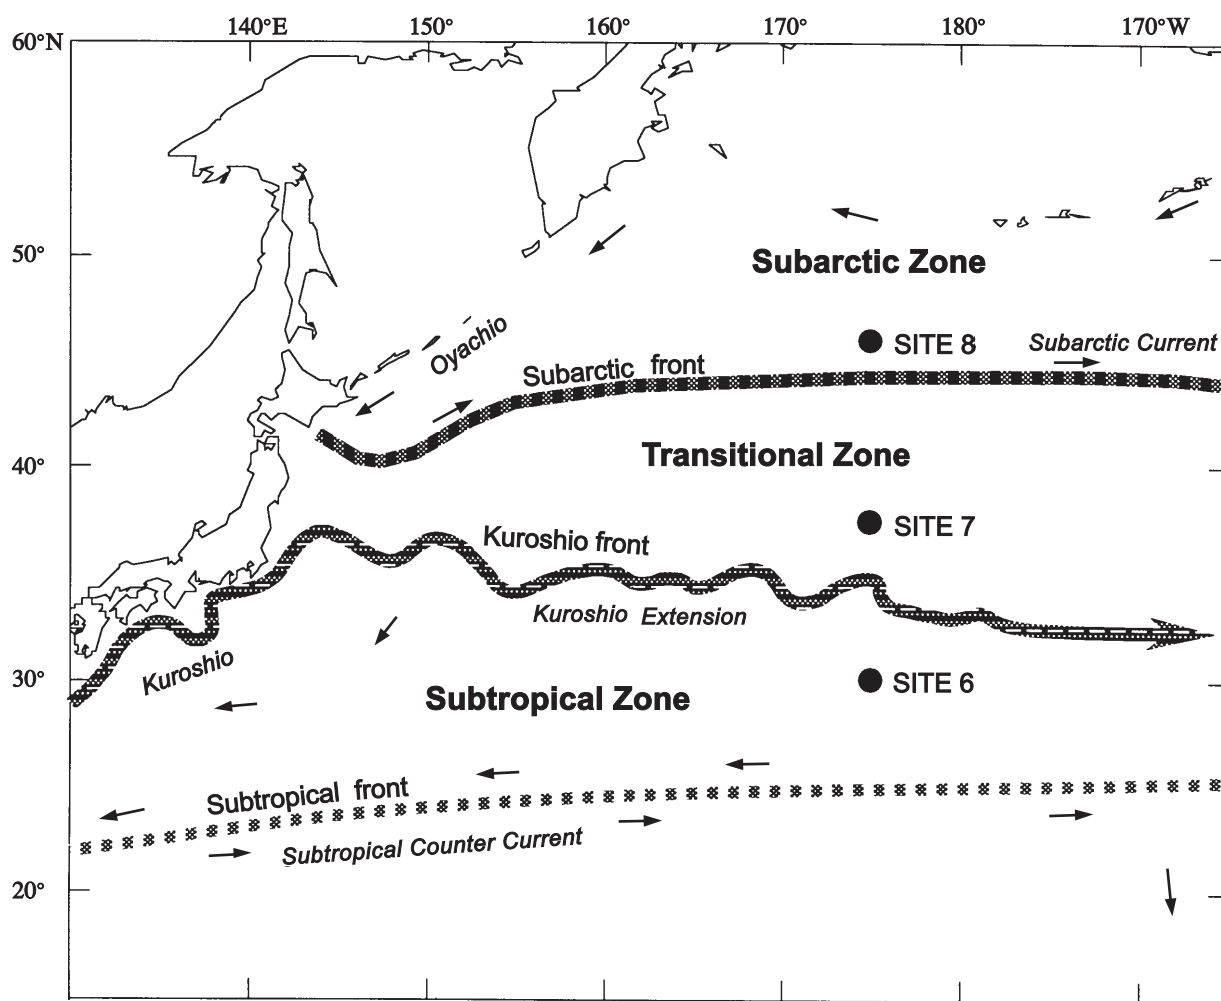 140°E 150° 160° 170° 180° 170°W
60°N
50°
Subarctic Zone
Oyachio
SITE 8
Subarctic Current
Subarctic front
Transitional Zone
40°
SITE 7
Kuroshio front
Kuroshio Extension
Kuroshio
30°
SITE 6
Subtropical Zone
Subtropical front
Subtropical Counter Current
20°